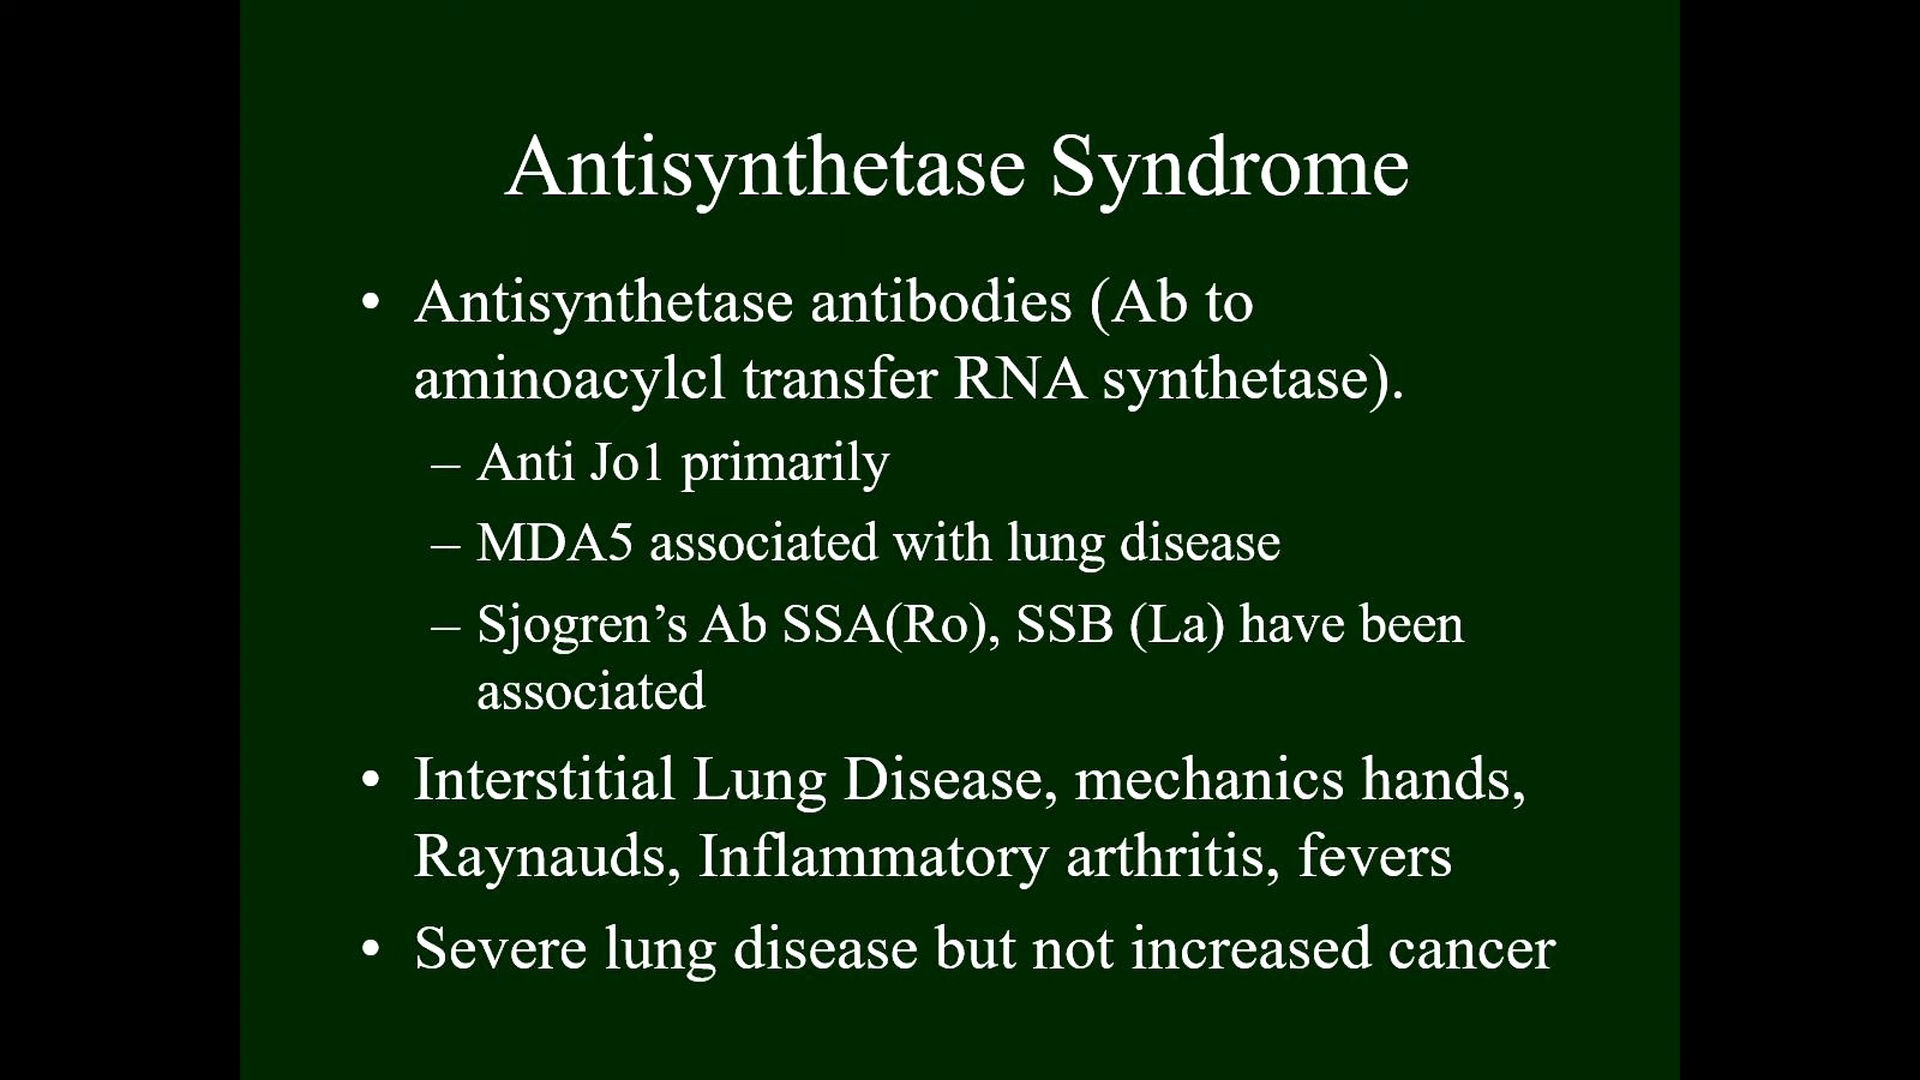 Antisynthetase Syndrome
• Antisynthetase antibodies (Ab to
aminoacylcl transfer RNA synthetase).
– Anti Jo1 primarily
– MDA5 associated with lung disease
– Sjogren’s Ab SSA(Ro), SSB (La) have been
associated
• Interstitial Lung Disease, mechanics hands,
Raynauds, Inflammatory arthritis, fevers
• Severe lung disease but not increased cancer